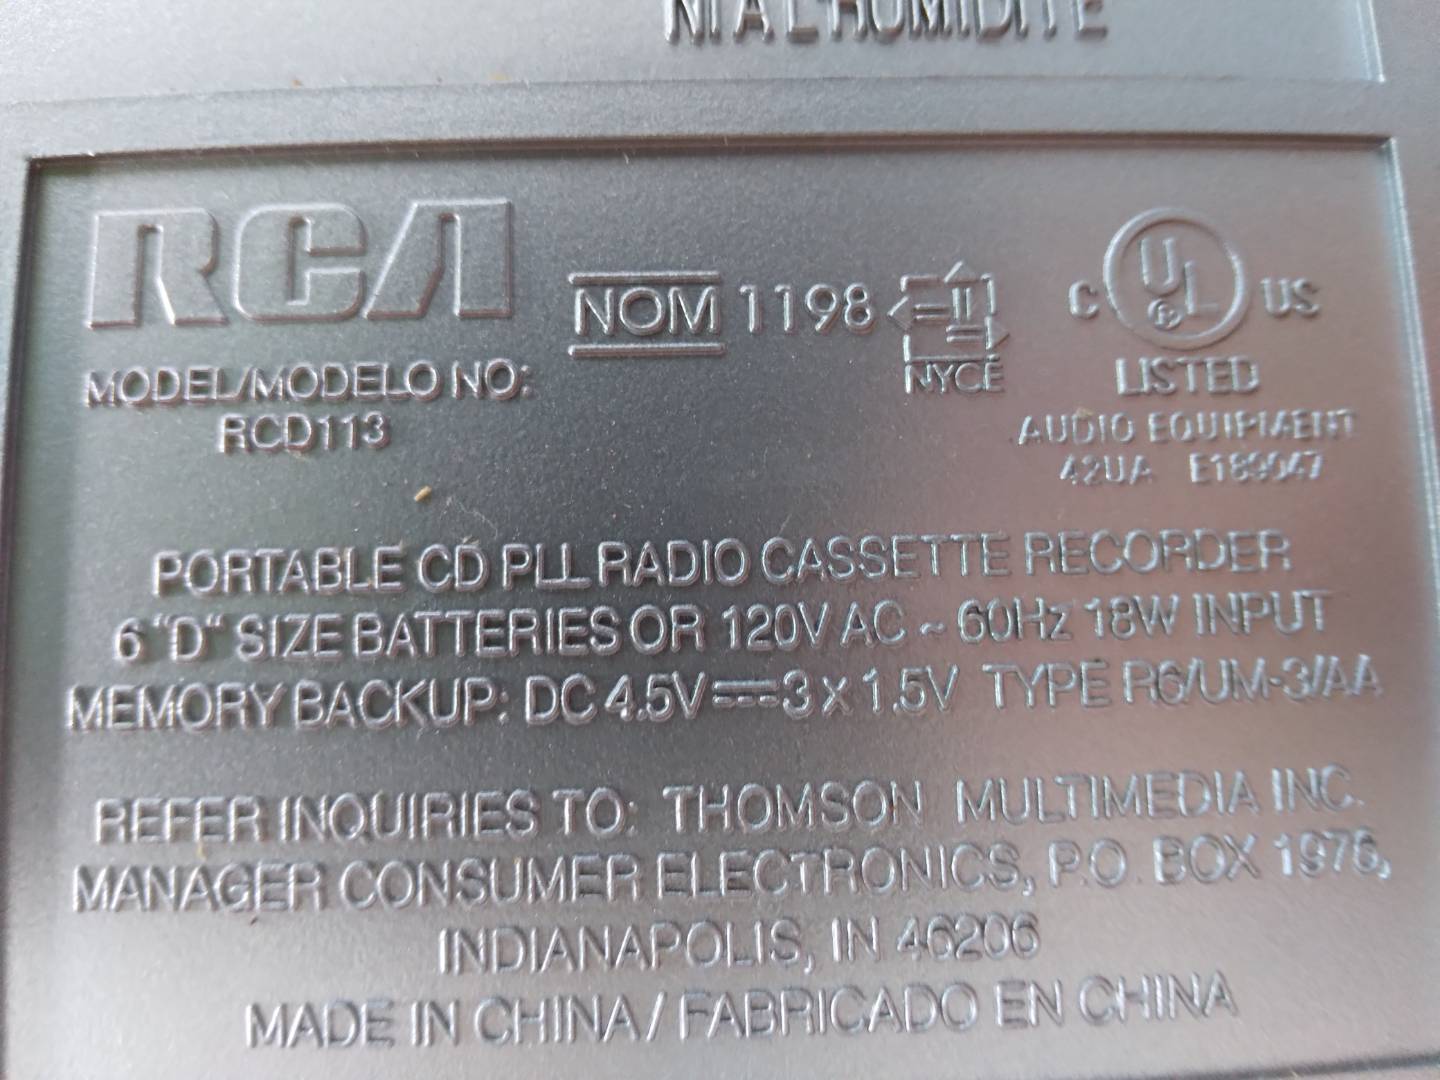 NI A L'HUMIDITE
RCA
NOM 1198
NYCE
C UL® US
LISTED
AUDIO EQUIPMENT
42UA E189047
MODEL/MODELO NO:
RCD113
PORTABLE CD PLL RADIO CASSETTE RECORDER
6 "D" SIZE BATTERIES OR 120V AC ~ 60Hz 18W INPUT
MEMORY BACKUP: DC 4.5V⎓3 x 1.5V TYPE R6/UM-3/AA
REFER INQUIRIES TO: THOMSON MULTIMEDIA INC.
MANAGER CONSUMER ELECTRONICS, P.O. BOX 1976,
INDIANAPOLIS, IN 46206
MADE IN CHINA / FABRICADO EN CHINA